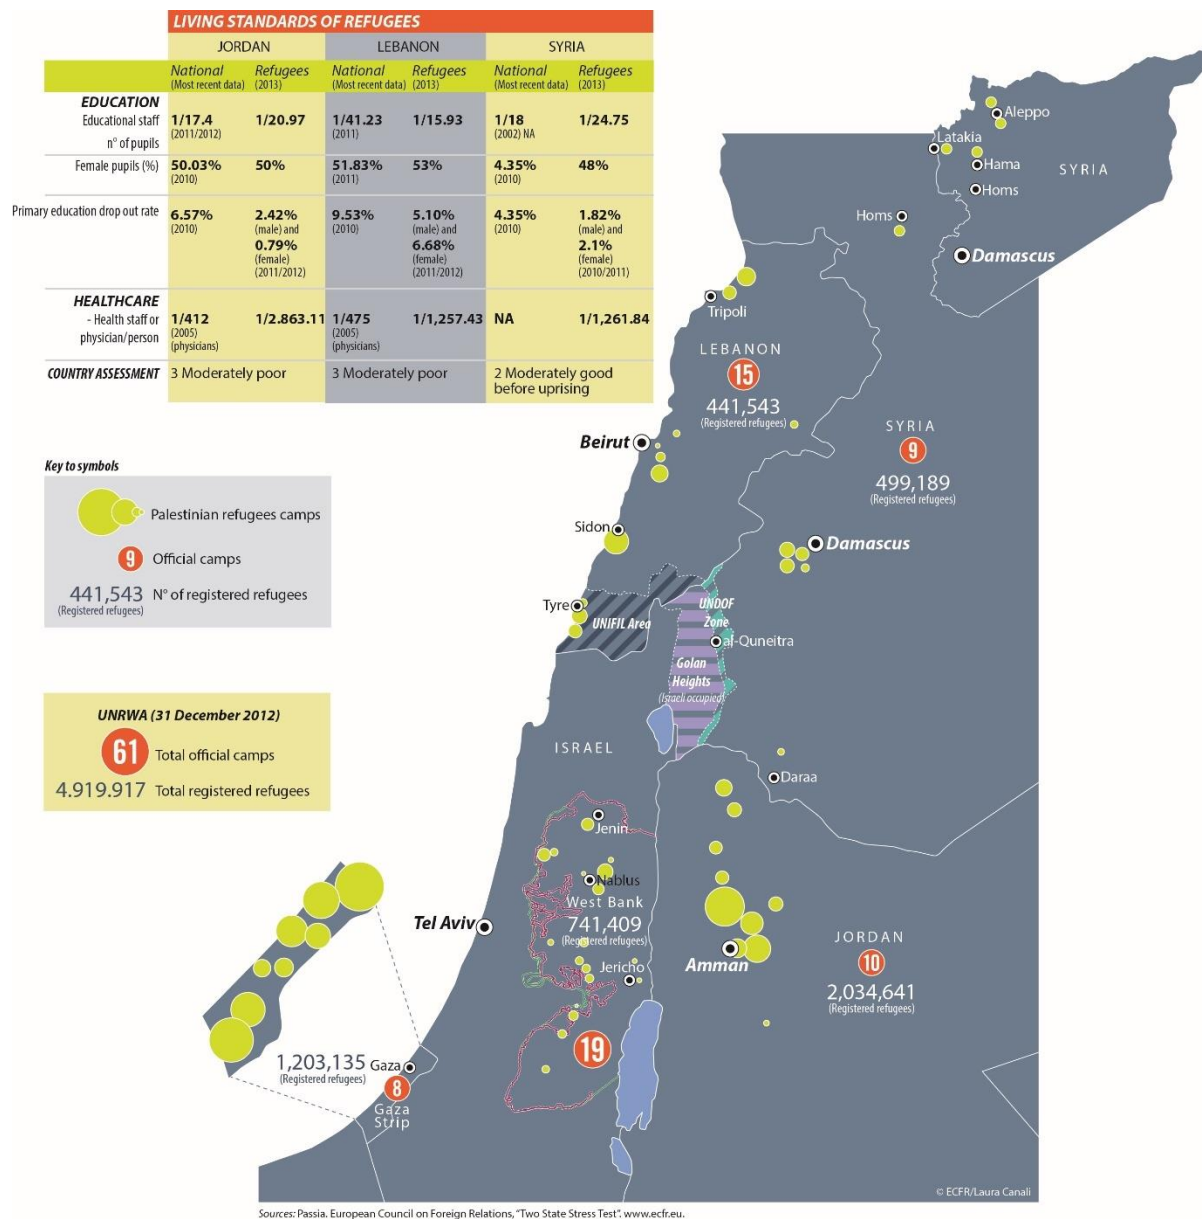 LIVING STANDARDS OF REFUGEES
JORDAN LEBANON SYRIA
National Refugees National Refugees National Refugees
(Most recent data) (2013) (Most recent data) (2013) (Most recent data) (2013)
EDUCATION
Educational staff 1/17.4 1/20.97 1/41.23 1/15.93 1/18 1/24.75
(2011/2012) (2011) (2002) NA
n° of pupils
Female pupils (%) 50.03% 50% 51.83% 53% 4.35% 48%
(2010) (2011) (2010)
Primary education drop out rate 6.57% 2.42% 9.53% 5.10% 4.35% 1.82%
(2010) (male) and (2010) (male) and (2010) (male) and
0.79% 6.68% 2.1%
(female) (female) (female)
(2011/2012) (2011/2012) (2010/2011)
HEALTHCARE
- Health staff or 1/412 1/2.863.11 1/475 1/1,257.43 NA 1/1,261.84
physician/person (2005) (2005)
(physicians) (physicians)
COUNTRY ASSESSMENT 3 Moderately poor 3 Moderately poor 2 Moderately good
before uprising
Aleppo
Latakia
Hama
SYRIA
Homs
Homs
Damascus
Tripoli
LEBANON
15
441,543
(Registered refugees)
SYRIA
9
499,189
(Registered refugees)
Beirut
Key to symbols
Palestinian refugees camps
9 Official camps
441,543 N° of registered refugees
(Registered refugees)
Sidon
Damascus
Tyre
UNIFIL Area
UNDOF
Zone
al-Quneitra
Golan
Heights
(Israeli occupied)
UNRWA (31 December 2012)
61 Total official camps
4.919.917 Total registered refugees
ISRAEL
Daraa
Jenin
Nablus
West Bank
741,409
(Registered refugees)
Tel Aviv
Jericho
Amman
JORDAN
10
2,034,641
(Registered refugees)
19
1,203,135 Gaza
(Registered refugees)
8
Gaza
Strip
© ECFR/Laura Canali
Sources: Passia. European Council on Foreign Relations, "Two State Stress Test". www.ecfr.eu.